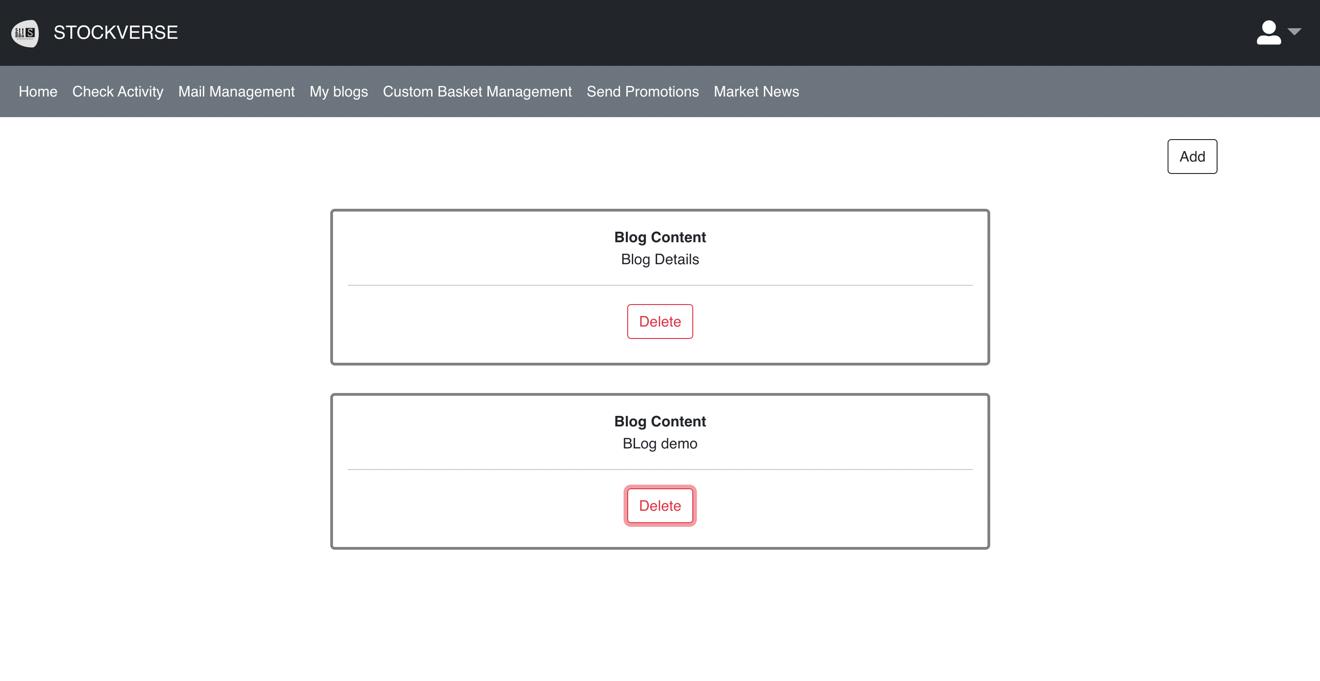 STOCKVERSE
Home Check Activity Mail Management My blogs Custom Basket Management Send Promotions Market News
Add
Blog Content
Blog Details
Delete
Blog Content
BLog demo
Delete